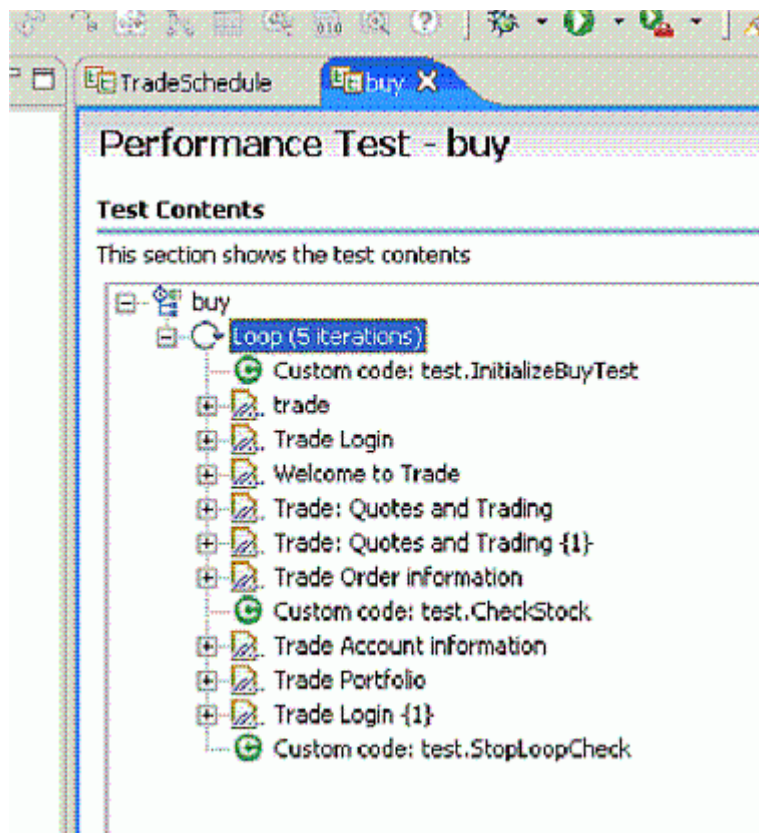 010 ?
TradeSchedule buy
Performance Test - buy
Test Contents
This section shows the test contents
buy
Loop (5 iterations)
Custom code: test.InitializeBuyTest
trade
Trade Login
Welcome to Trade
Trade: Quotes and Trading
Trade: Quotes and Trading {1}
Trade Order information
Custom code: test.CheckStock
Trade Account information
Trade Portfolio
Trade Login {1}
Custom code: test.StopLoopCheck